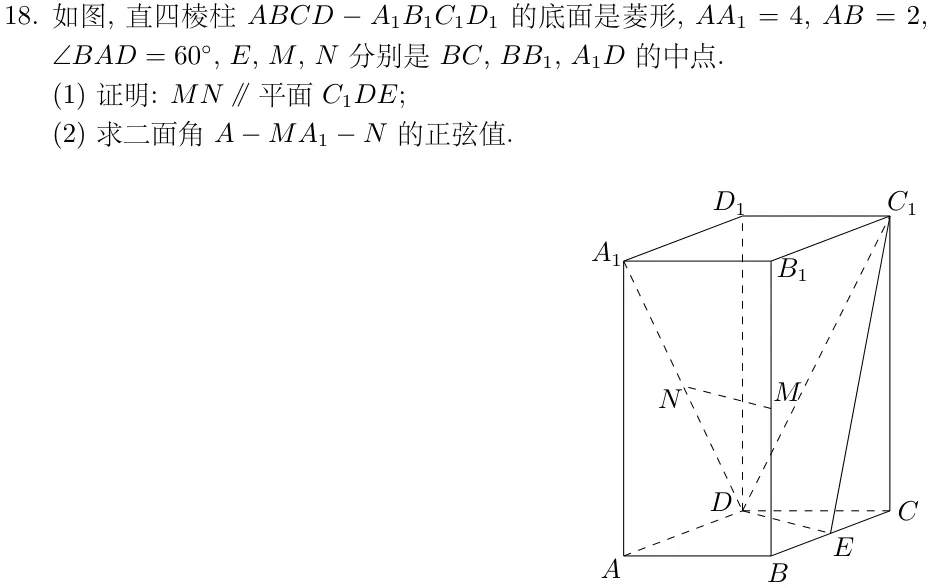 18. 如图, 直四棱柱 ABCD − A₁B₁C₁D₁ 的底面是菱形, AA₁ = 4, AB = 2,
∠BAD = 60°, E, M, N 分别是 BC, BB₁, A₁D 的中点.
(1) 证明: MN ⫽ 平面 C₁DE;
(2) 求二面角 A − MA₁ − N 的正弦值.
D₁
C₁
A₁
B₁
M
N
D
C
E
A
B